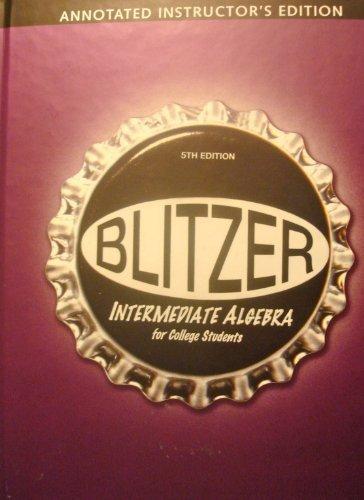 ANNOTATED INSTRUCTOR'S EDITION
5TH EDITION
BLITZER
INTERMEDIATE ALGEBRA
for College Students